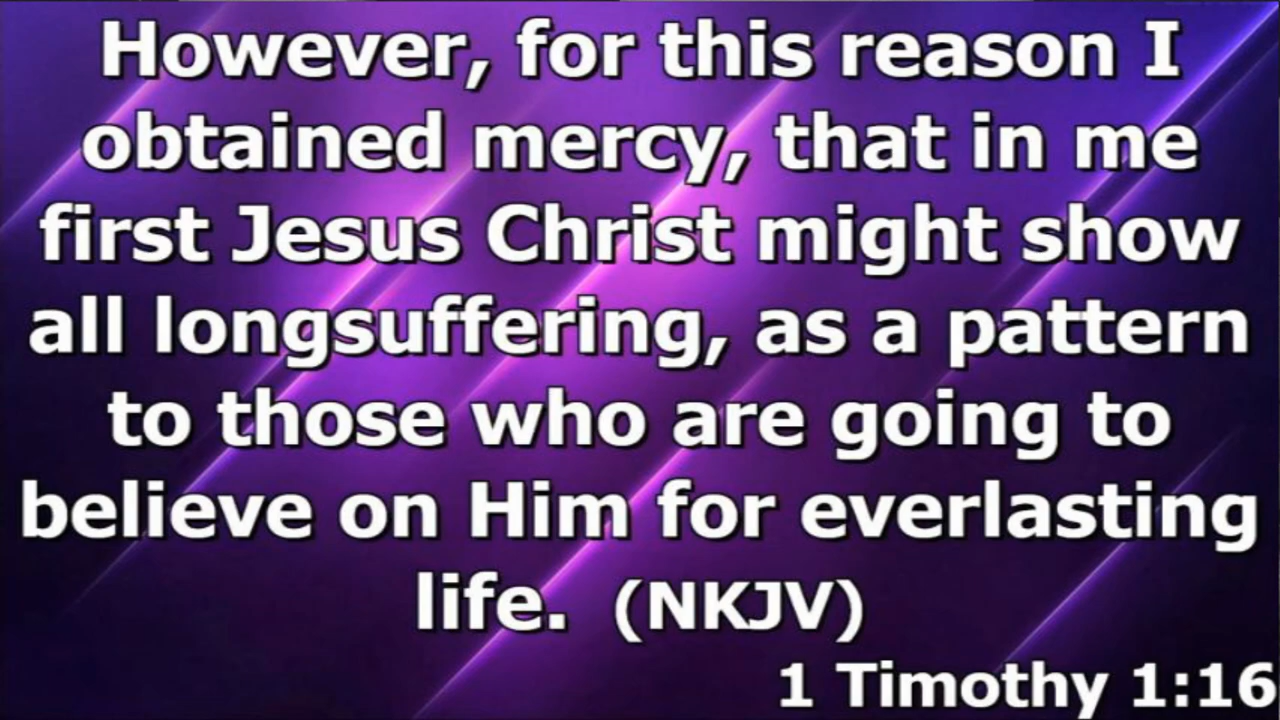 However, for this reason I
obtained mercy, that in me
first Jesus Christ might show
all longsuffering, as a pattern
to those who are going to
believe on Him for everlasting
life. (NKJV)
1 Timothy 1:16